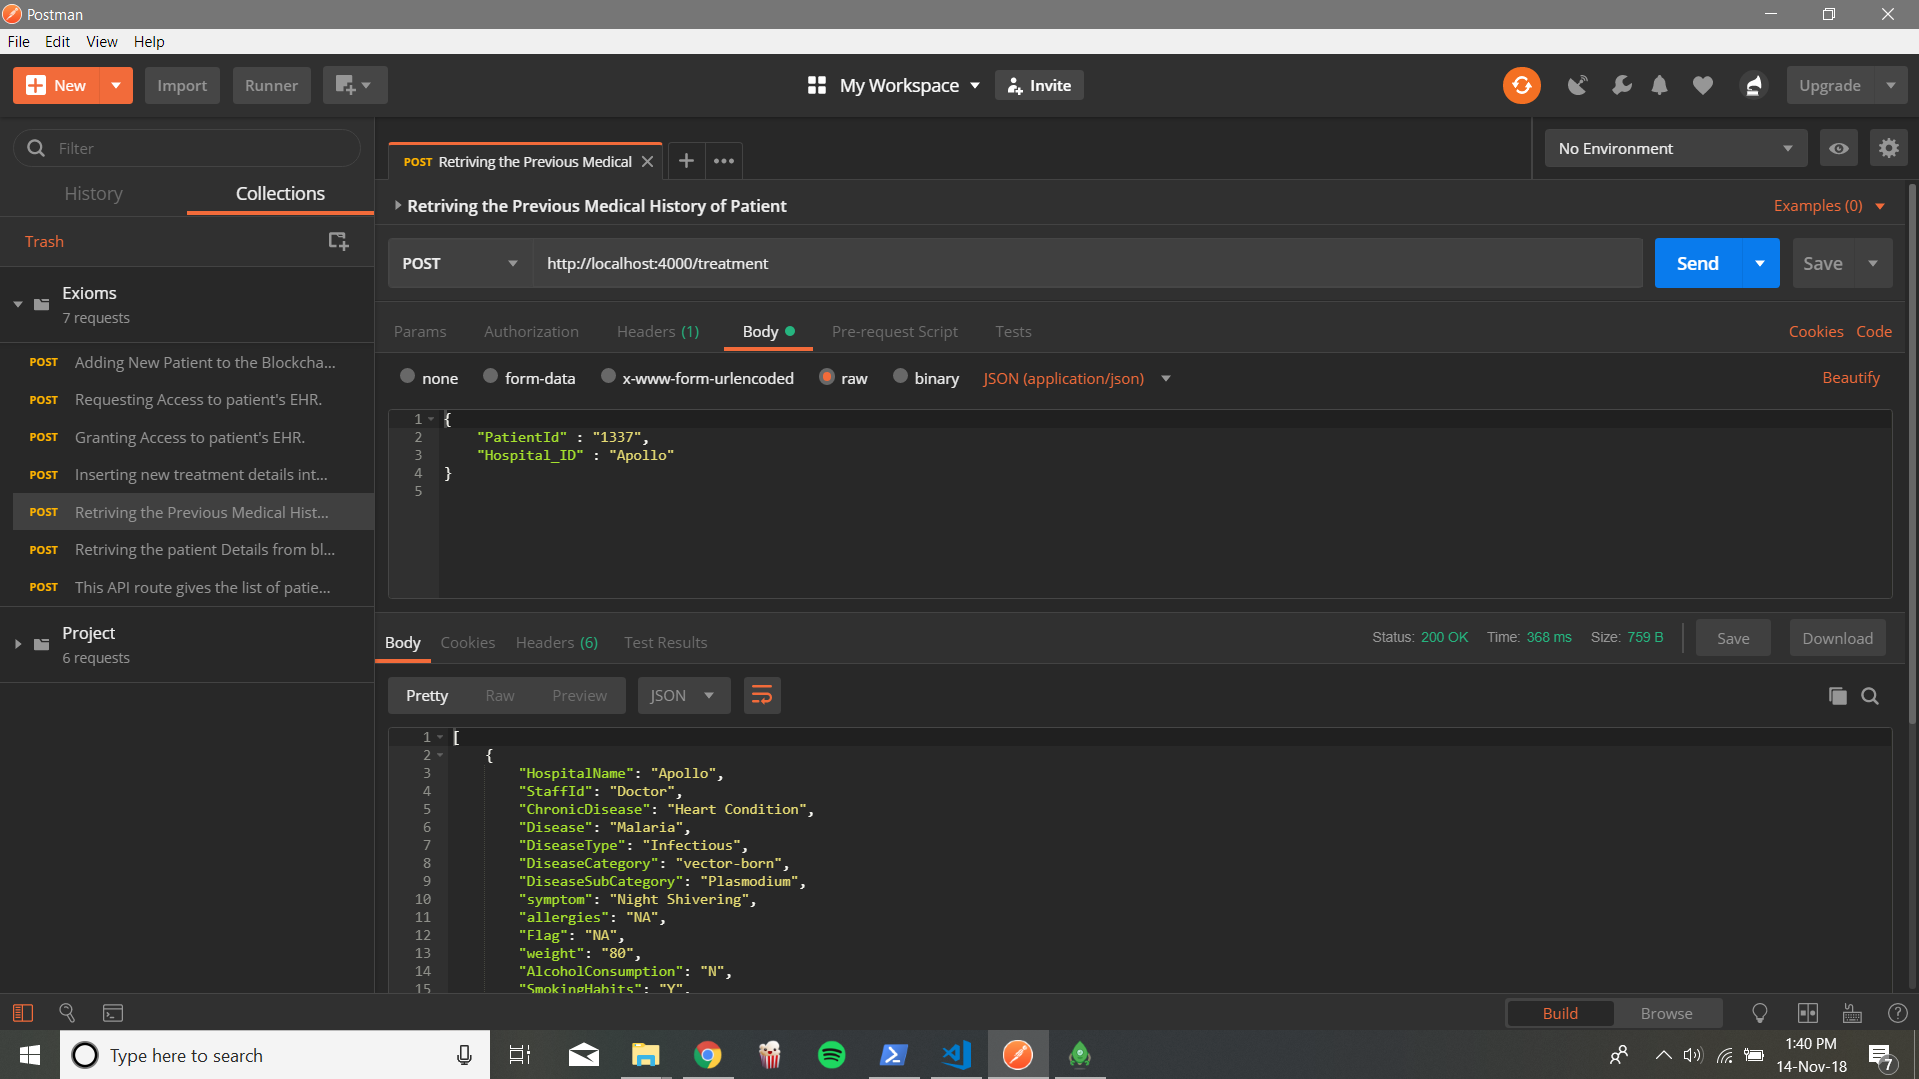 Postman
File Edit View Help
New Import Runner My Workspace Invite Upgrade
Filter
History Collections
Trash
Exioms
7 requests
POST Adding New Patient to the Blockcha...
POST Requesting Access to patient's EHR.
POST Granting Access to patient's EHR.
POST Inserting new treatment details int...
POST Retriving the Previous Medical Hist...
POST Retriving the patient Details from bl...
POST This API route gives the list of patie...
Project
6 requests
POST Retriving the Previous Medical
No Environment
Retriving the Previous Medical History of Patient
Examples (0)
POST http://localhost:4000/treatment Send Save
Params Authorization Headers (1) Body Pre-request Script Tests Cookies Code
none form-data x-www-form-urlencoded raw binary JSON (application/json) Beautify
1 {
2 "PatientId" : "1337",
3 "Hospital_ID" : "Apollo"
4 }
5
Body Cookies Headers (6) Test Results Status: 200 OK Time: 368 ms Size: 759 B Save Download
Pretty Raw Preview JSON
1 [
2 {
3 "HospitalName": "Apollo",
4 "StaffId": "Doctor",
5 "ChronicDisease": "Heart Condition",
6 "Disease": "Malaria",
7 "DiseaseType": "Infectious",
8 "DiseaseCategory": "vector-born",
9 "DiseaseSubCategory": "Plasmodium",
10 "symptom": "Night Shivering",
11 "allergies": "NA",
12 "Flag": "NA",
13 "weight": "80",
14 "AlcoholConsumption": "N",
15 "SmokingHabits": "Y",
Build Browse
Type here to search
1:40 PM
14-Nov-18
7